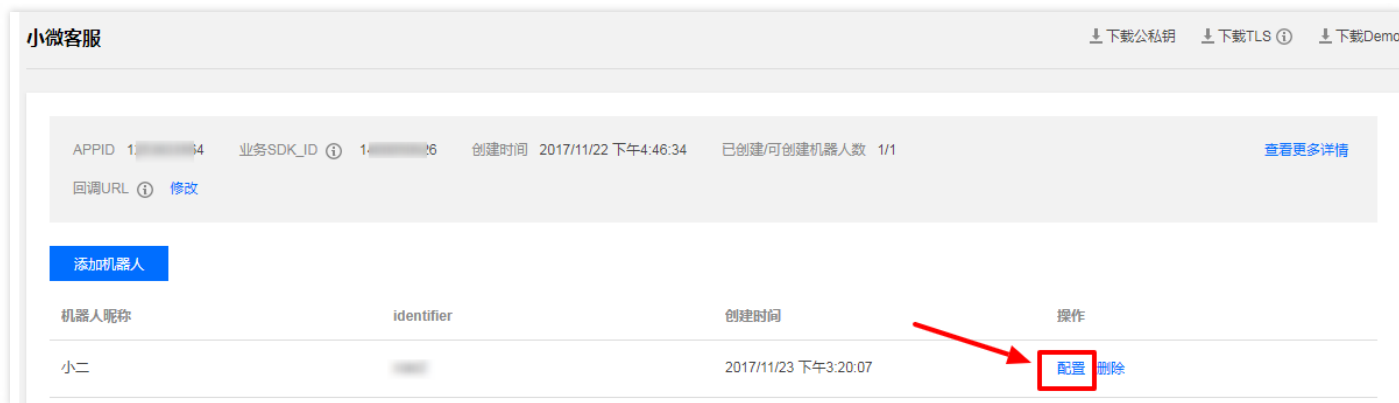 小微客服
下载公私钥 下载TLS 下载Demo
APPID 1 64 业务SDK_ID 14 26 创建时间 2017/11/22 下午4:46:34 已创建/可创建机器人数 1/1 查看更多详情
回调URL 修改
添加机器人
机器人昵称 identifier 创建时间 操作
小二 2017/11/23 下午3:20:07 配置 删除